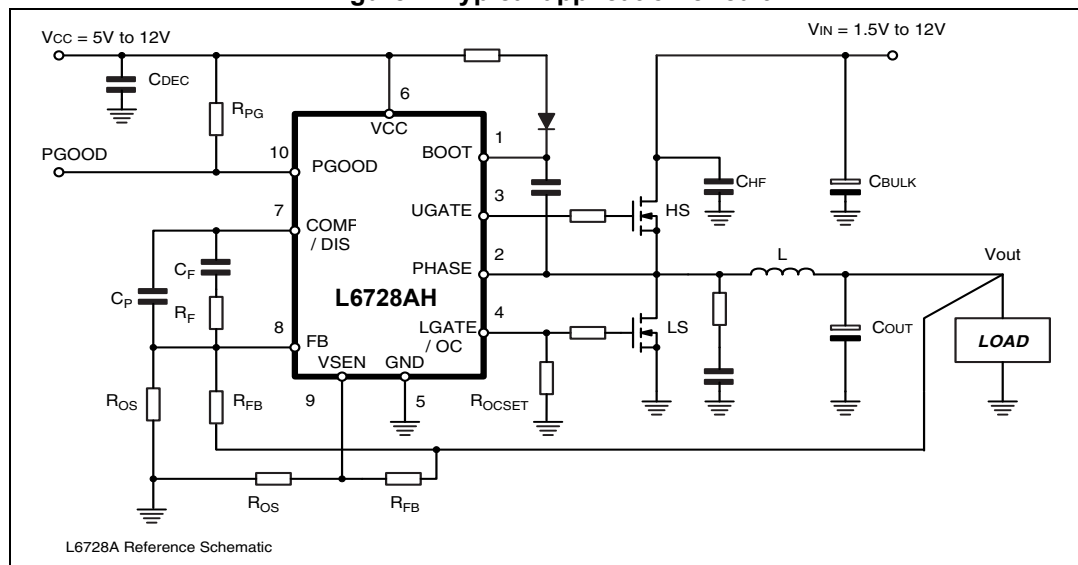 VCC = 5V to 12V
VIN = 1.5V to 12V
CDEC
6
RPG
VCC
1
BOOT
PGOOD
10
PGOOD
CHF
CBULK
3
UGATE
HS
7
COMP
/ DIS
2
PHASE
L
Vout
CF
CP
L6728AH
RF
4
LGATE
/ OC
LS
COUT
LOAD
8
FB
VSEN
GND
ROS
RFB
9
5
ROCSET
ROS
RFB
L6728A Reference Schematic